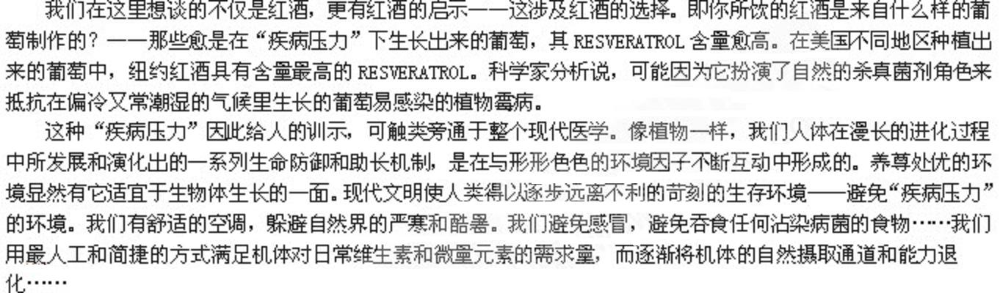 我们在这里想谈的不仅是红酒，更有红酒的启示——这涉及红酒的选择。即你所饮的红酒是来自什么样的葡
萄制作的？——那些愈是在“疾病压力”下生长出来的葡萄，其 RESVERATROL 含量愈高。在美国不同地区种植出
来的葡萄中，纽约红酒具有含量最高的 RESVERATROL。科学家分析说，可能因为它扮演了自然的杀真菌剂角色来
抵抗在偏冷又常潮湿的气候里生长的葡萄易感染的植物霉病。
这种“疾病压力”因此给人的训示，可触类旁通于整个现代医学。像植物一样，我们人体在漫长的进化过程
中所发展和演化出的一系列生命防御和助长机制，是在与形形色色的环境因子不断互动中形成的。养尊处优的环
境显然有它适宜于生物体生长的一面。现代文明使人类得以逐步远离不利的苛刻的生存环境——避免“疾病压力”
的环境。我们有舒适的空调，躲避自然界的严寒和酷暑。我们避免感冒，避免吞食任何沾染病菌的食物……我们
用最人工和简捷的方式满足机体对日常维生素和微量元素的需求量，而逐渐将机体的自然摄取通道和能力退
化……